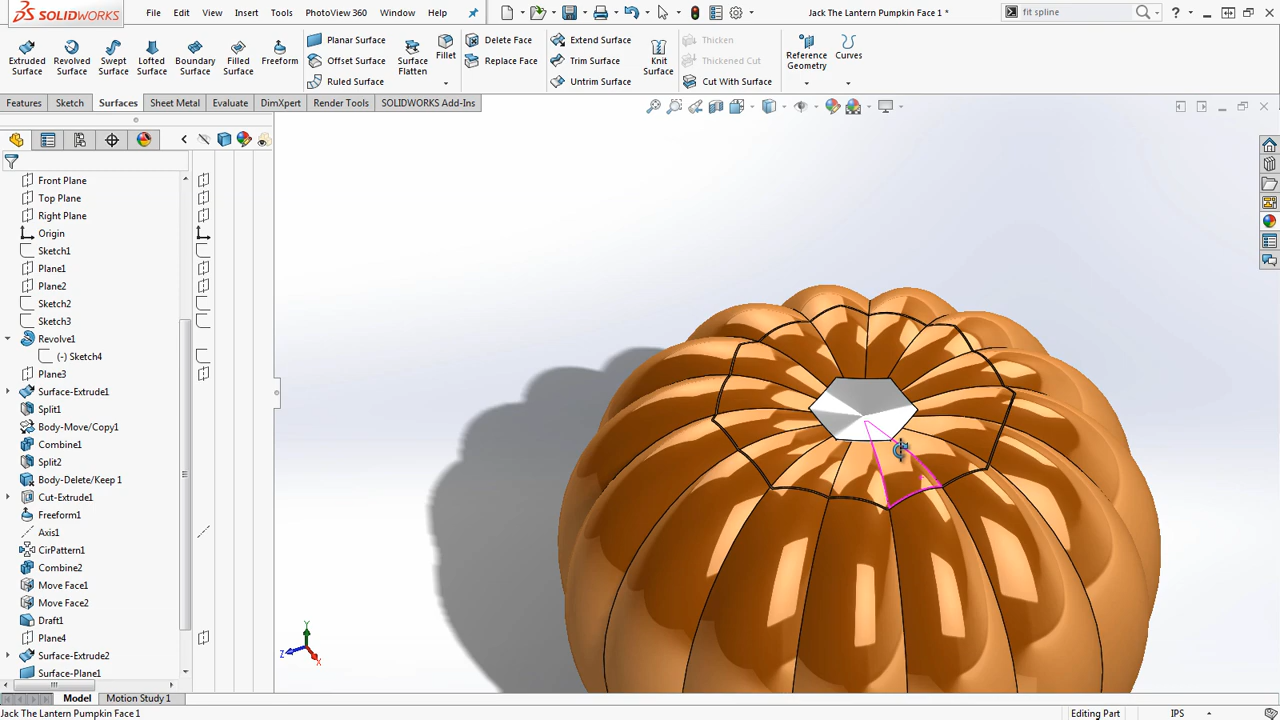 SOLIDWORKS File Edit View Insert Tools PhotoView 360 Window Help Jack The Lantern Pumpkin Face 1 * fit spline ?
Extruded Surface Revolved Surface Swept Surface Lofted Surface Boundary Surface Filled Surface Freeform
Planar Surface
Offset Surface
Ruled Surface
Surface Flatten
Fillet
Delete Face
Replace Face
Extend Surface
Trim Surface
Untrim Surface
Knit Surface
Thicken
Thickened Cut
Cut With Surface
Reference Geometry
Curves
Features Sketch Surfaces Sheet Metal Evaluate DimXpert Render Tools SOLIDWORKS Add-Ins
Front Plane
Top Plane
Right Plane
Origin
Sketch1
Plane1
Plane2
Sketch2
Sketch3
Revolve1
(-) Sketch4
Plane3
Surface-Extrude1
Split1
Body-Move/Copy1
Combine1
Split2
Body-Delete/Keep 1
Cut-Extrude1
Freeform1
Axis1
CirPattern1
Combine2
Move Face1
Move Face2
Draft1
Plane4
Surface-Extrude2
Surface-Plane1
Y
Z
X
Model Motion Study 1
Jack The Lantern Pumpkin Face 1 Editing Part IPS